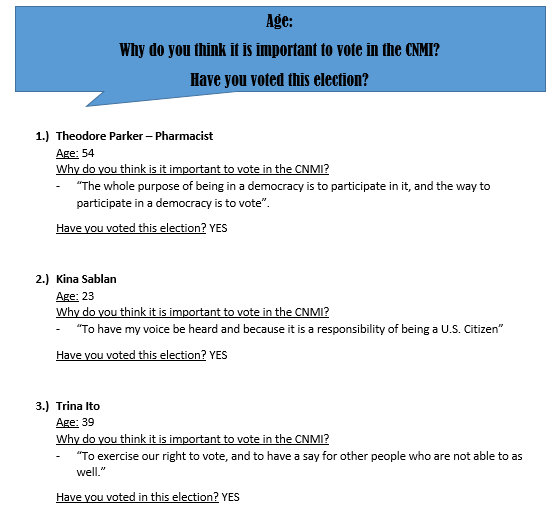 Age:
Why do you think it is important to vote in the CNMI?
Have you voted this election?
1.) Theodore Parker – Pharmacist
Age: 54
Why do you think is it important to vote in the CNMI?
- “The whole purpose of being in a democracy is to participate in it, and the way to
participate in a democracy is to vote”.
Have you voted this election? YES
2.) Kina Sablan
Age: 23
Why do you think it is important to vote in the CNMI?
- “To have my voice be heard and because it is a responsibility of being a U.S. Citizen”
Have you voted this election? YES
3.) Trina Ito
Age: 39
Why do you think it is important to vote in the CNMI?
- “To exercise our right to vote, and to have a say for other people who are not able to as
well.”
Have you voted in this election? YES